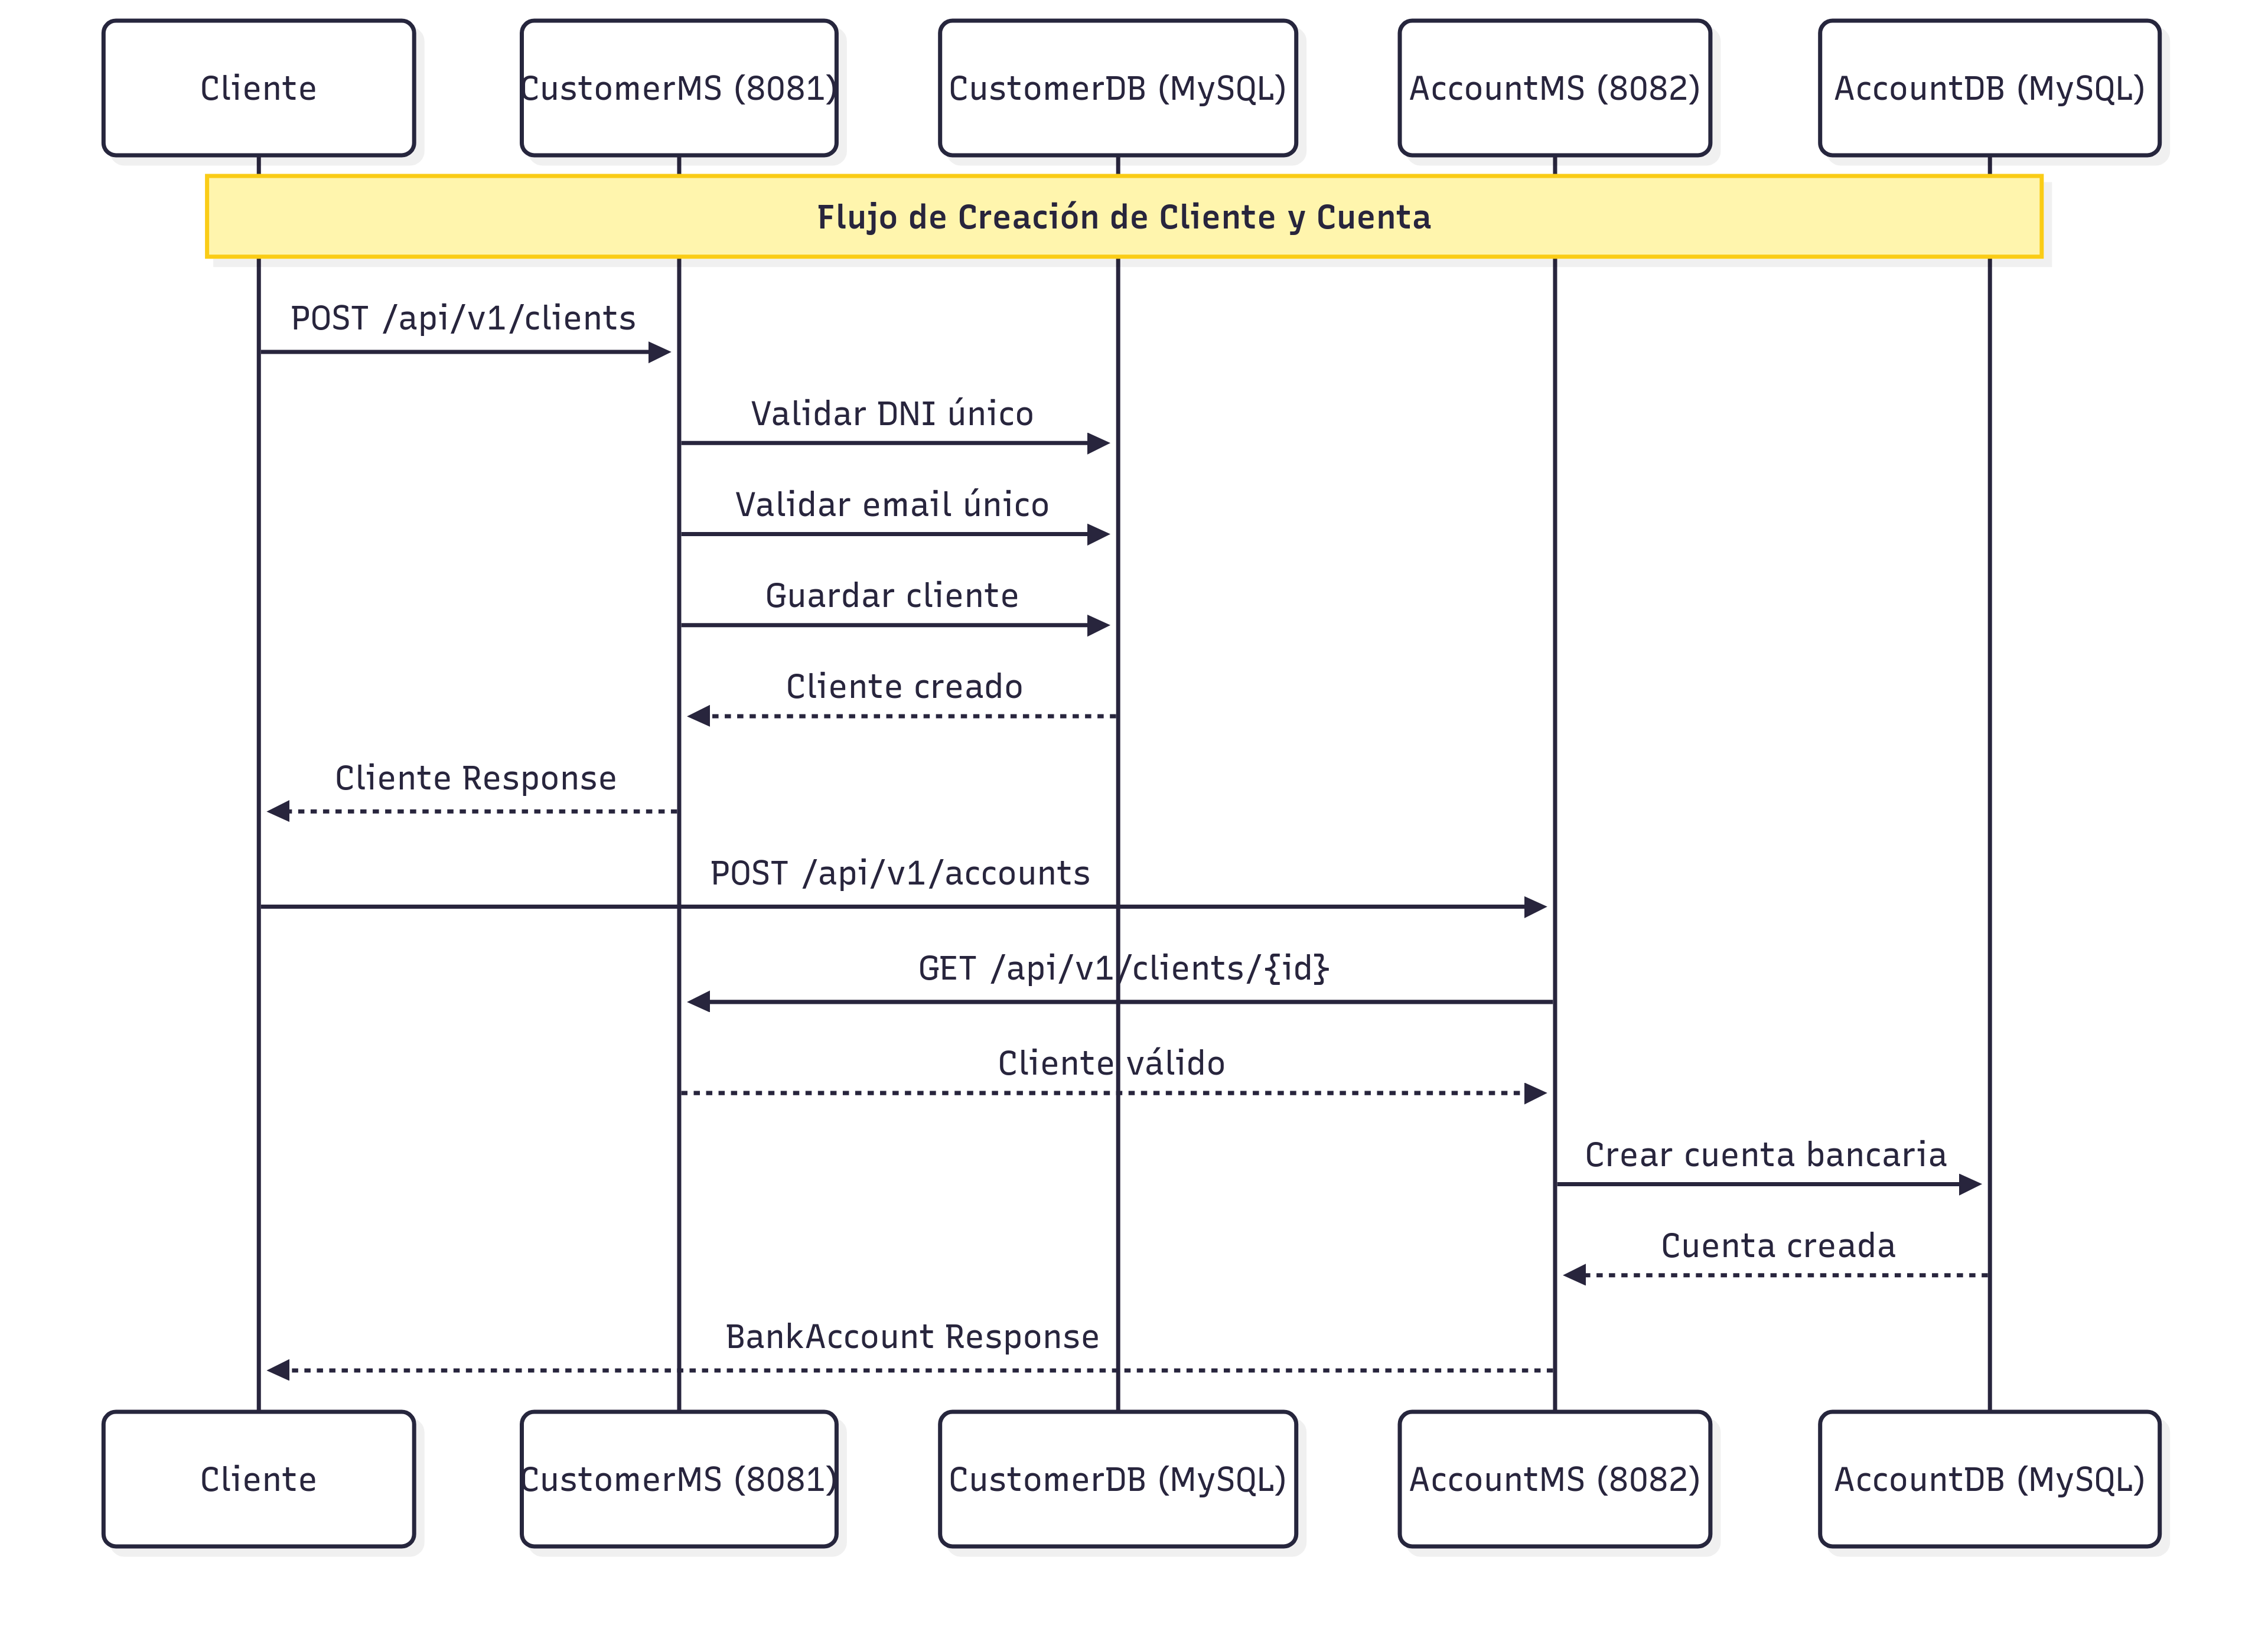 Cliente
CustomerMS (8081)
CustomerDB (MySQL)
AccountMS (8082)
AccountDB (MySQL)
Flujo de Creación de Cliente y Cuenta
POST /api/v1/clients
Validar DNI único
Validar email único
Guardar cliente
Cliente creado
Cliente Response
POST /api/v1/accounts
GET /api/v1/clients/{id}
Cliente válido
Crear cuenta bancaria
Cuenta creada
BankAccount Response
Cliente
CustomerMS (8081)
CustomerDB (MySQL)
AccountMS (8082)
AccountDB (MySQL)